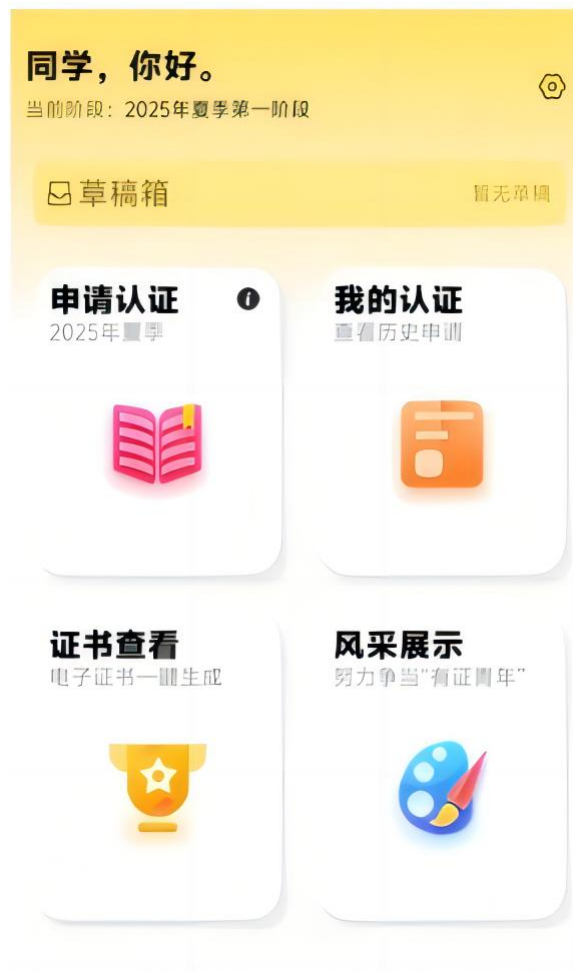 同学，你好。
当前阶段：2025年夏季第一阶段
草稿箱
暂无草稿
申请认证
2025年夏季
我的认证
查看历史申请
证书查看
电子证书一键生成
风采展示
努力争当“有证青年”